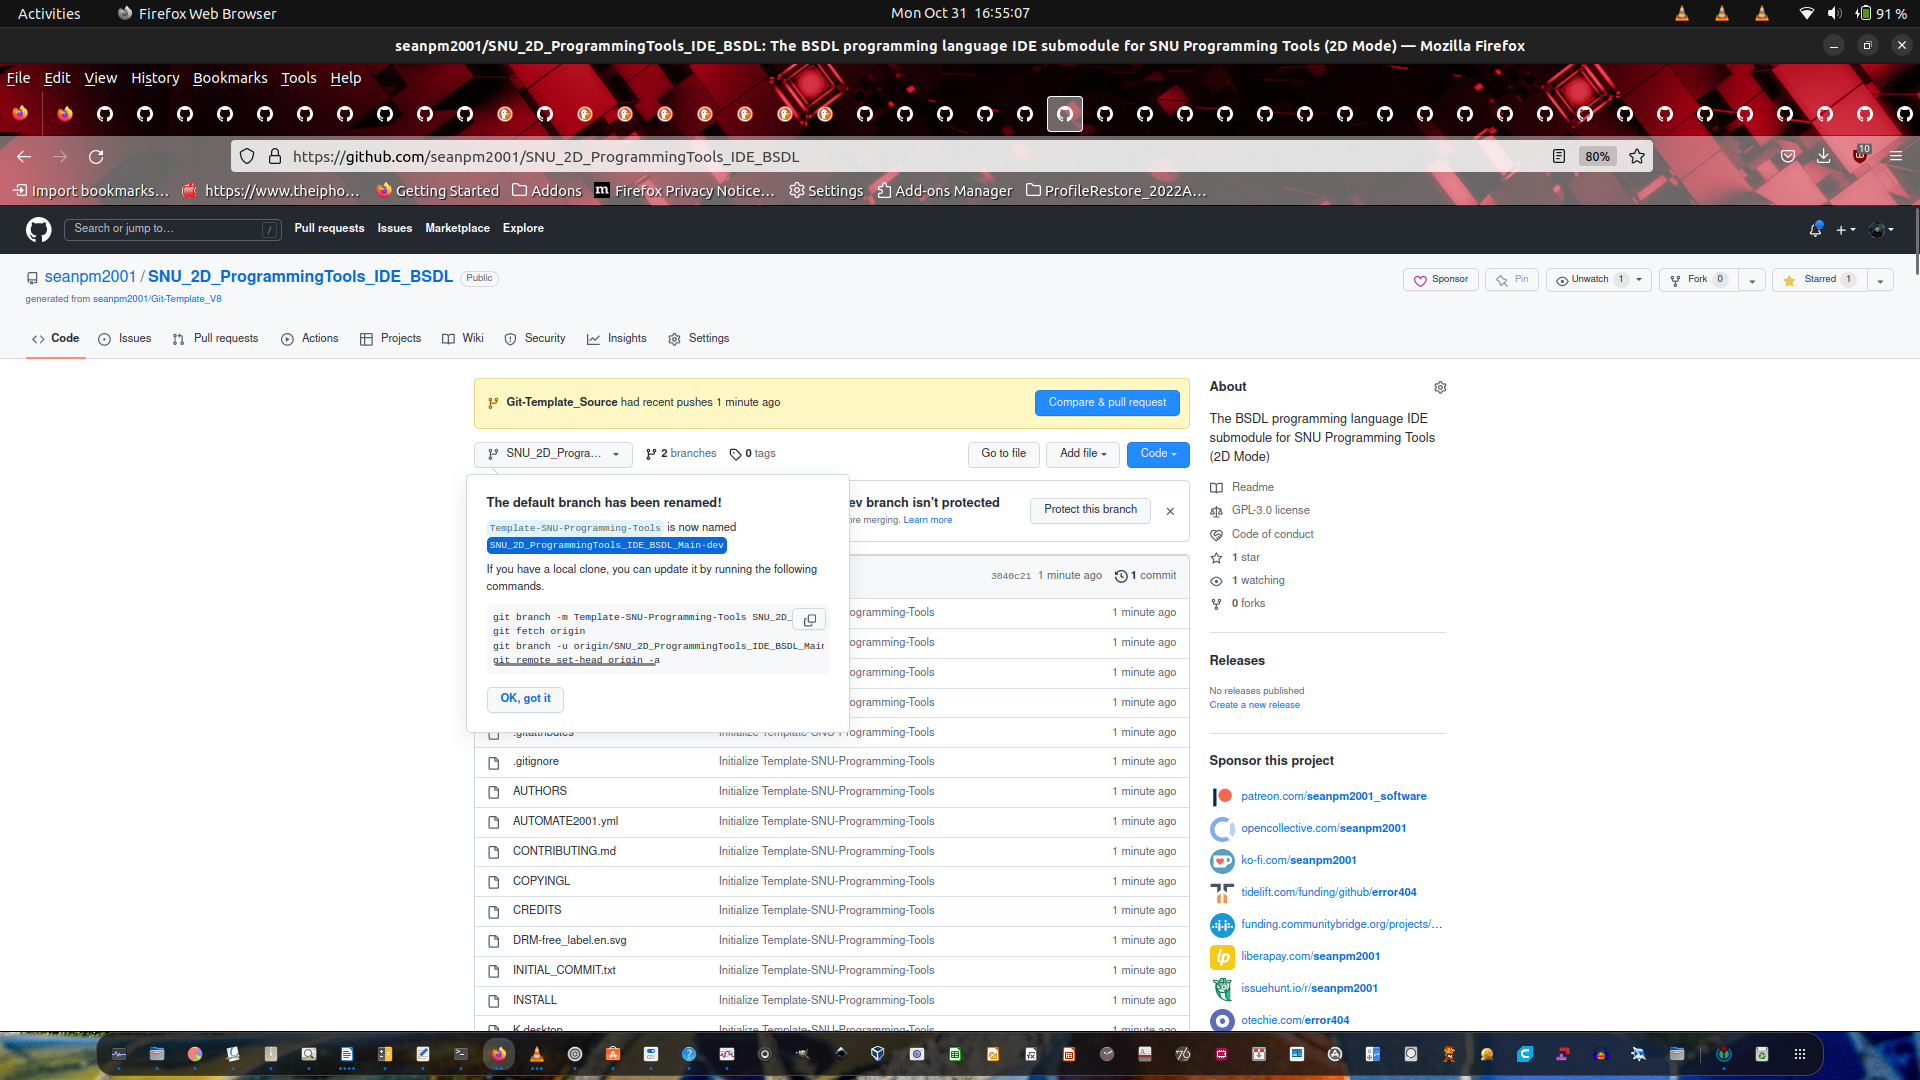 Activities
Firefox Web Browser
Mon Oct 31 16:55:07
91 %
seanpm2001/SNU_2D_ProgrammingTools_IDE_BSDL: The BSDL programming language IDE submodule for SNU Programming Tools (2D Mode) — Mozilla Firefox
File Edit View History Bookmarks Tools Help
https://github.com/seanpm2001/SNU_2D_ProgrammingTools_IDE_BSDL
80%
10
Import bookmarks... https://www.theipho... Getting Started Addons Firefox Privacy Notice... Settings Add-ons Manager ProfileRestore_2022A...
Search or jump to... /
Pull requests Issues Marketplace Explore
seanpm2001 / SNU_2D_ProgrammingTools_IDE_BSDL Public
generated from seanpm2001/Git-Template_V8
Sponsor Pin Unwatch 1 Fork 0 Starred 1
Code Issues Pull requests Actions Projects Wiki Security Insights Settings
Git-Template_Source had recent pushes 1 minute ago
Compare & pull request
SNU_2D_Progra... 2 branches 0 tags
Go to file Add file Code
The default branch has been renamed!
Template-SNU-Programming-Tools is now named
SNU_2D_ProgrammingTools_IDE_BSDL_Main-dev
If you have a local clone, you can update it by running the following
commands.
git branch -m Template-SNU-Programming-Tools SNU_2D_
git fetch origin
git branch -u origin/SNU_2D_ProgrammingTools_IDE_BSDL_Main
git remote set-head origin -a
OK, got it
ev branch isn't protected
ore merging. Learn more
Protect this branch
3040c21 1 minute ago 1 commit
ogramming-Tools 1 minute ago
ogramming-Tools 1 minute ago
ogramming-Tools 1 minute ago
ogramming-Tools 1 minute ago
.gitattributes Initialize Template-SNU-Programming-Tools 1 minute ago
.gitignore Initialize Template-SNU-Programming-Tools 1 minute ago
AUTHORS Initialize Template-SNU-Programming-Tools 1 minute ago
AUTOMATE2001.yml Initialize Template-SNU-Programming-Tools 1 minute ago
CONTRIBUTING.md Initialize Template-SNU-Programming-Tools 1 minute ago
COPYINGL Initialize Template-SNU-Programming-Tools 1 minute ago
CREDITS Initialize Template-SNU-Programming-Tools 1 minute ago
DRM-free_label.en.svg Initialize Template-SNU-Programming-Tools 1 minute ago
INITIAL_COMMIT.txt Initialize Template-SNU-Programming-Tools 1 minute ago
INSTALL Initialize Template-SNU-Programming-Tools 1 minute ago
K.desktop Initialize Template-SNU-Programming-Tools 1 minute ago
About
The BSDL programming language IDE
submodule for SNU Programming Tools
(2D Mode)
Readme
GPL-3.0 license
Code of conduct
1 star
1 watching
0 forks
Releases
No releases published
Create a new release
Sponsor this project
patreon.com/seanpm2001_software
opencollective.com/seanpm2001
ko-fi.com/seanpm2001
tidelift.com/funding/github/error404
funding.communitybridge.org/projects/...
liberapay.com/seanpm2001
issuehunt.io/r/seanpm2001
otechie.com/error404